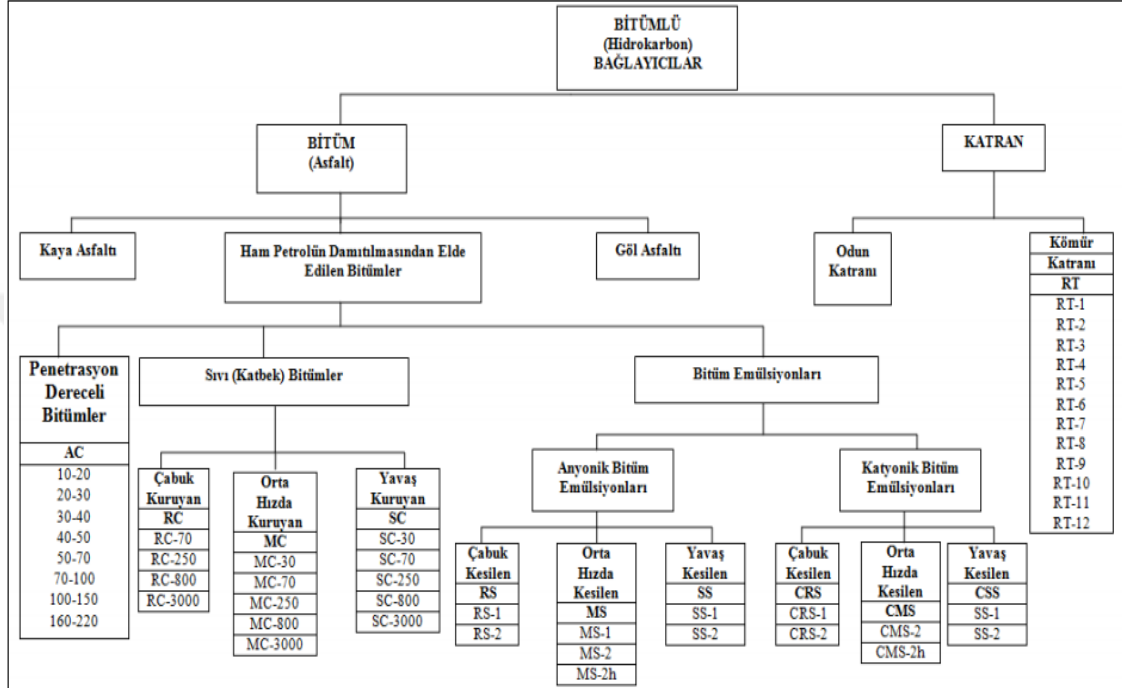 BİTÜMLÜ
(Hidrokarbon)
BAĞLAYICILAR
BİTÜM
(Asfalt)
KATRAN
Kaya Asfaltı
Ham Petrolün Damıtılmasından Elde
Edilen Bitümler
Göl Asfaltı
Odun
Katranı
Kömür
Katranı
RT
RT-1
RT-2
RT-3
RT-4
RT-5
RT-6
RT-7
RT-8
RT-9
RT-10
RT-11
RT-12
Penetrasyon
Dereceli
Bitümler
AC
10-20
20-30
30-40
40-50
50-70
70-100
100-150
160-220
Sıvı (Katbek) Bitümler
Çabuk
Kuruyan
RC
RC-70
RC-250
RC-800
RC-3000
Orta
Hızda
Kuruyan
MC
MC-30
MC-70
MC-250
MC-800
MC-3000
Yavaş
Kuruyan
SC
SC-30
SC-70
SC-250
SC-800
SC-3000
Bitüm Emülsiyonları
Anyonik Bitüm
Emülsiyonları
Çabuk
Kesilen
RS
RS-1
RS-2
Orta
Hızda
Kesilen
MS
MS-1
MS-2
MS-2h
Yavaş
Kesilen
SS
SS-1
SS-2
Katyonik Bitüm
Emülsiyonları
Çabuk
Kesilen
CRS
CRS-1
CRS-2
Orta
Hızda
Kesilen
CMS
CMS-2
CMS-2h
Yavaş
Kesilen
CSS
SS-1
SS-2